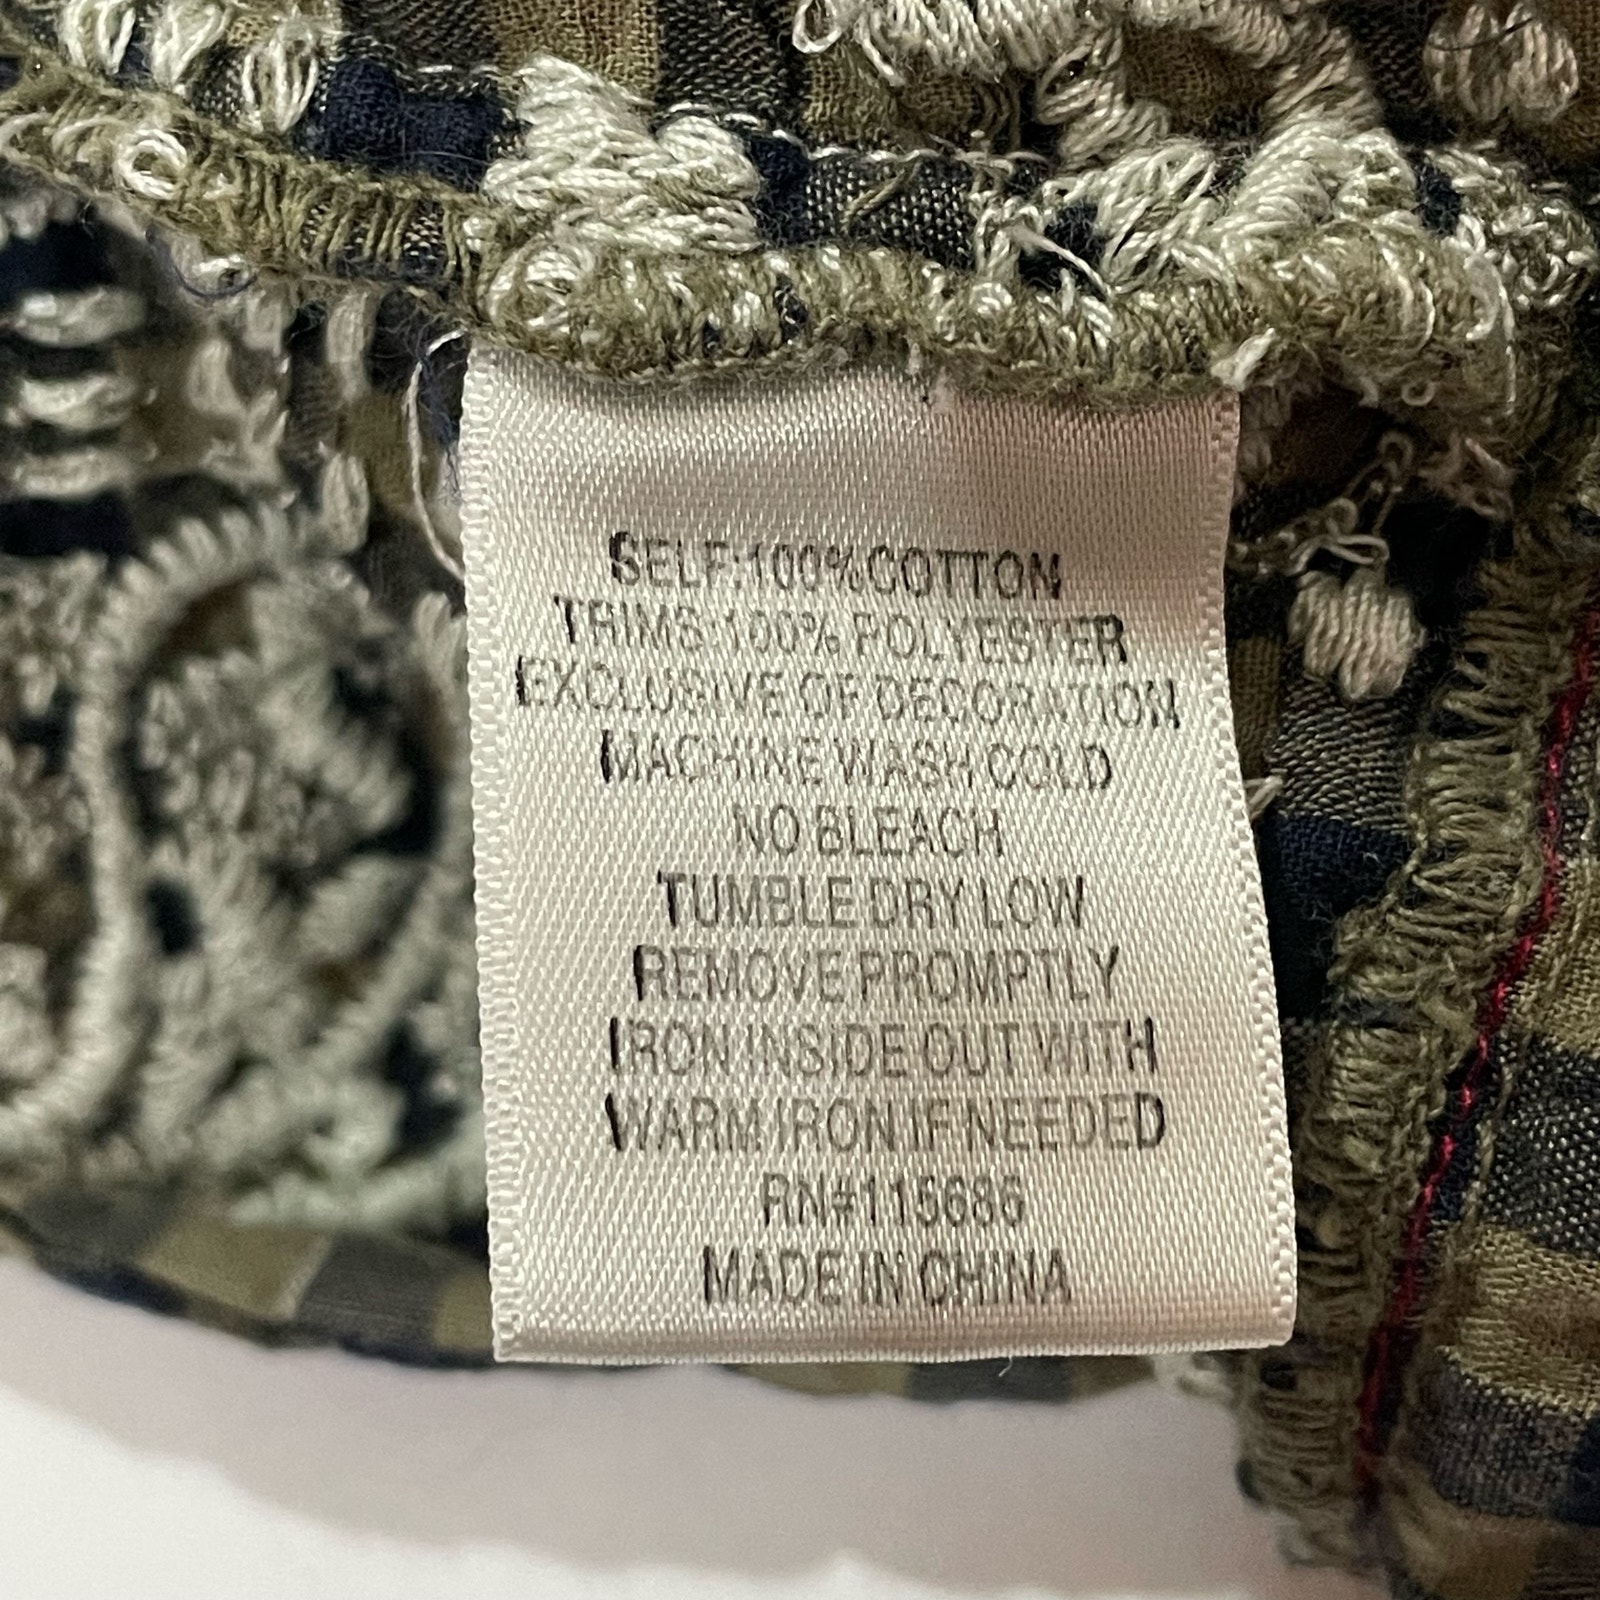 SELF:100%COTTON
TRIMS:100% POLYESTER
EXCLUSIVE OF DECORATION
MACHINE WASH COLD
NO BLEACH
TUMBLE DRY LOW
REMOVE PROMPTLY
IRON INSIDE OUT WITH
WARM IRON IF NEEDED
RN#115686
MADE IN CHINA